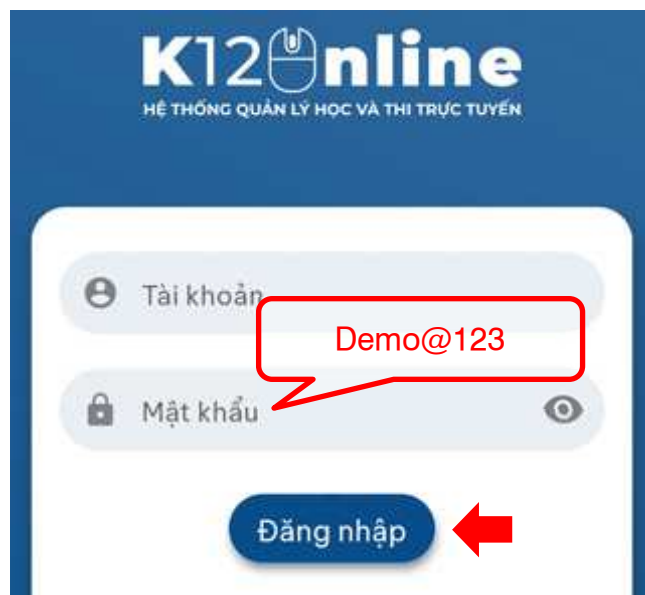 K12Online
HỆ THỐNG QUẢN LÝ HỌC VÀ THI TRỰC TUYẾN
Tài khoản
Demo@123
Mật khẩu
Đăng nhập